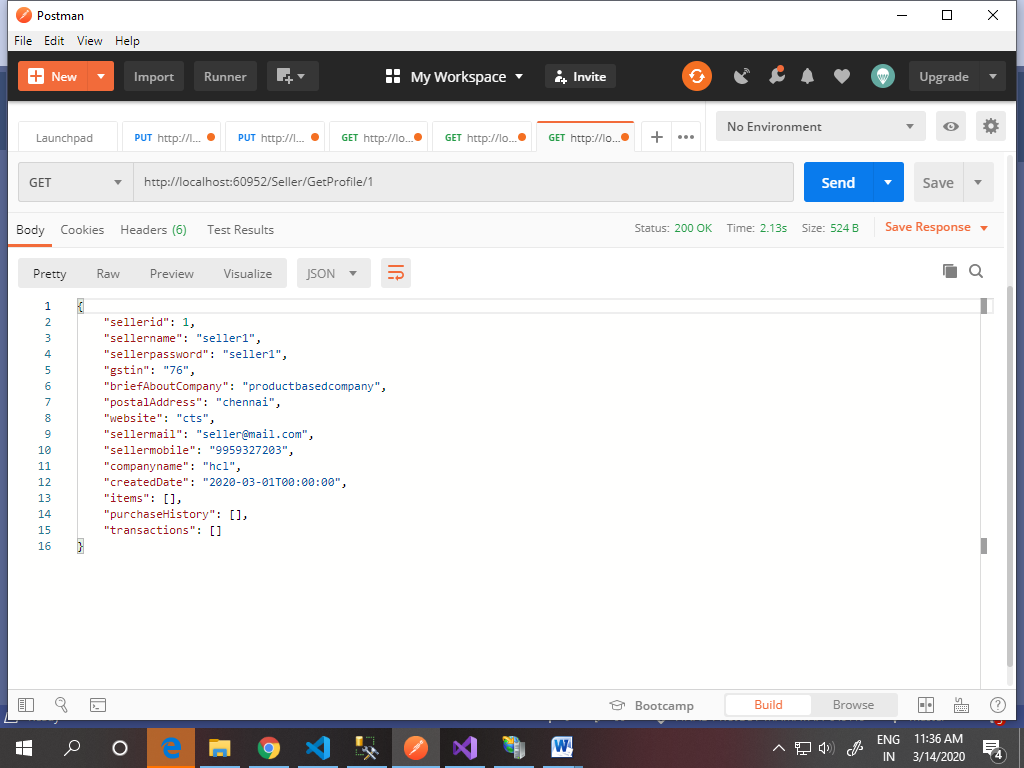 Postman
File Edit View Help
New Import Runner My Workspace Invite Upgrade
Launchpad PUT http://l... PUT http://l... GET http://lo... GET http://lo... GET http://lo... No Environment
GET http://localhost:60952/Seller/GetProfile/1 Send Save
Body Cookies Headers (6) Test Results Status: 200 OK Time: 2.13s Size: 524 B Save Response
Pretty Raw Preview Visualize JSON
1 {
2 "sellerid": 1,
3 "sellername": "seller1",
4 "sellerpassword": "seller1",
5 "gstin": "76",
6 "briefAboutCompany": "productbasedcompany",
7 "postalAddress": "chennai",
8 "website": "cts",
9 "sellermail": "seller@mail.com",
10 "sellermobile": "9959327203",
11 "companyname": "hcl",
12 "createdDate": "2020-03-01T00:00:00",
13 "items": [],
14 "purchaseHistory": [],
15 "transactions": []
16 }
Bootcamp Build Browse
ENG 11:36 AM
IN 3/14/2020 4